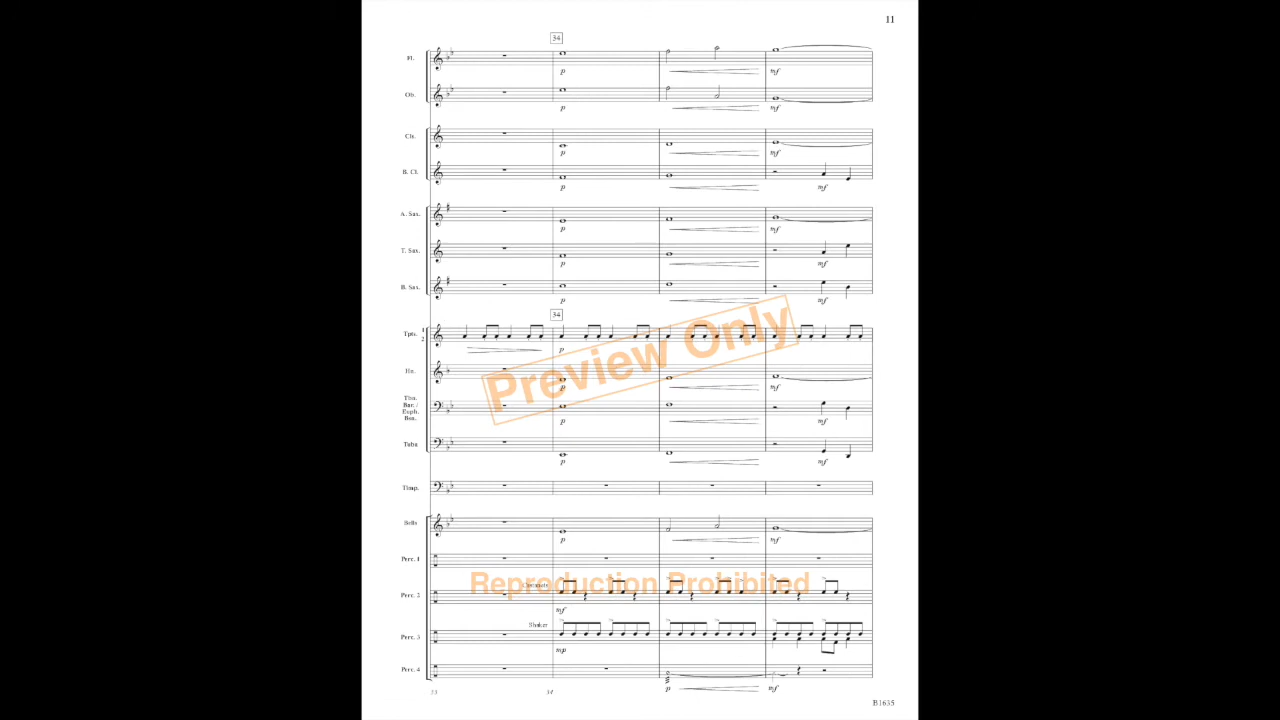 11
34
Fl.
p
mf
Ob.
p
mf
Cls.
p
mf
B. Cl.
p
mf
A. Sax.
p
mf
T. Sax.
p
mf
B. Sax.
p
mf
34
Tpts. 1
2
p
Hn.
p
mf
Tbn.
Bar. /
Euph.
Bsn.
p
mf
Tuba
p
mf
Timp.
Bells
p
mf
Perc. 1
Perc. 2
mf
Shaker
Perc. 3
mp
Perc. 4
p
mf
34
B1635
Preview Only
Reproduction Prohibited